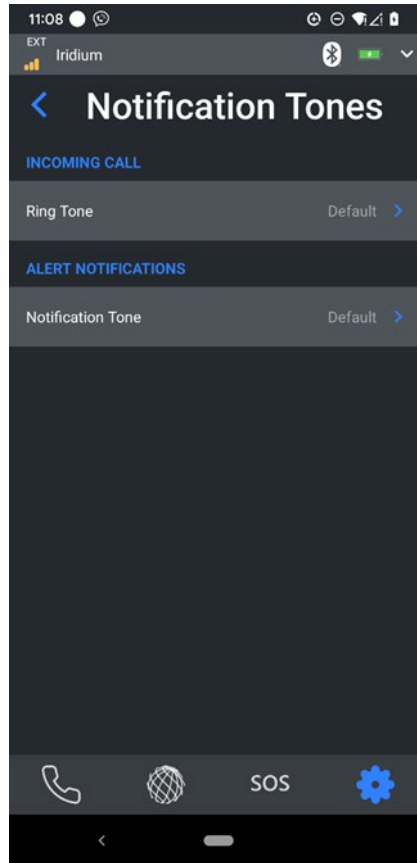 11:08
EXT
Iridium
Notification Tones
INCOMING CALL
Ring Tone Default
ALERT NOTIFICATIONS
Notification Tone Default
SOS